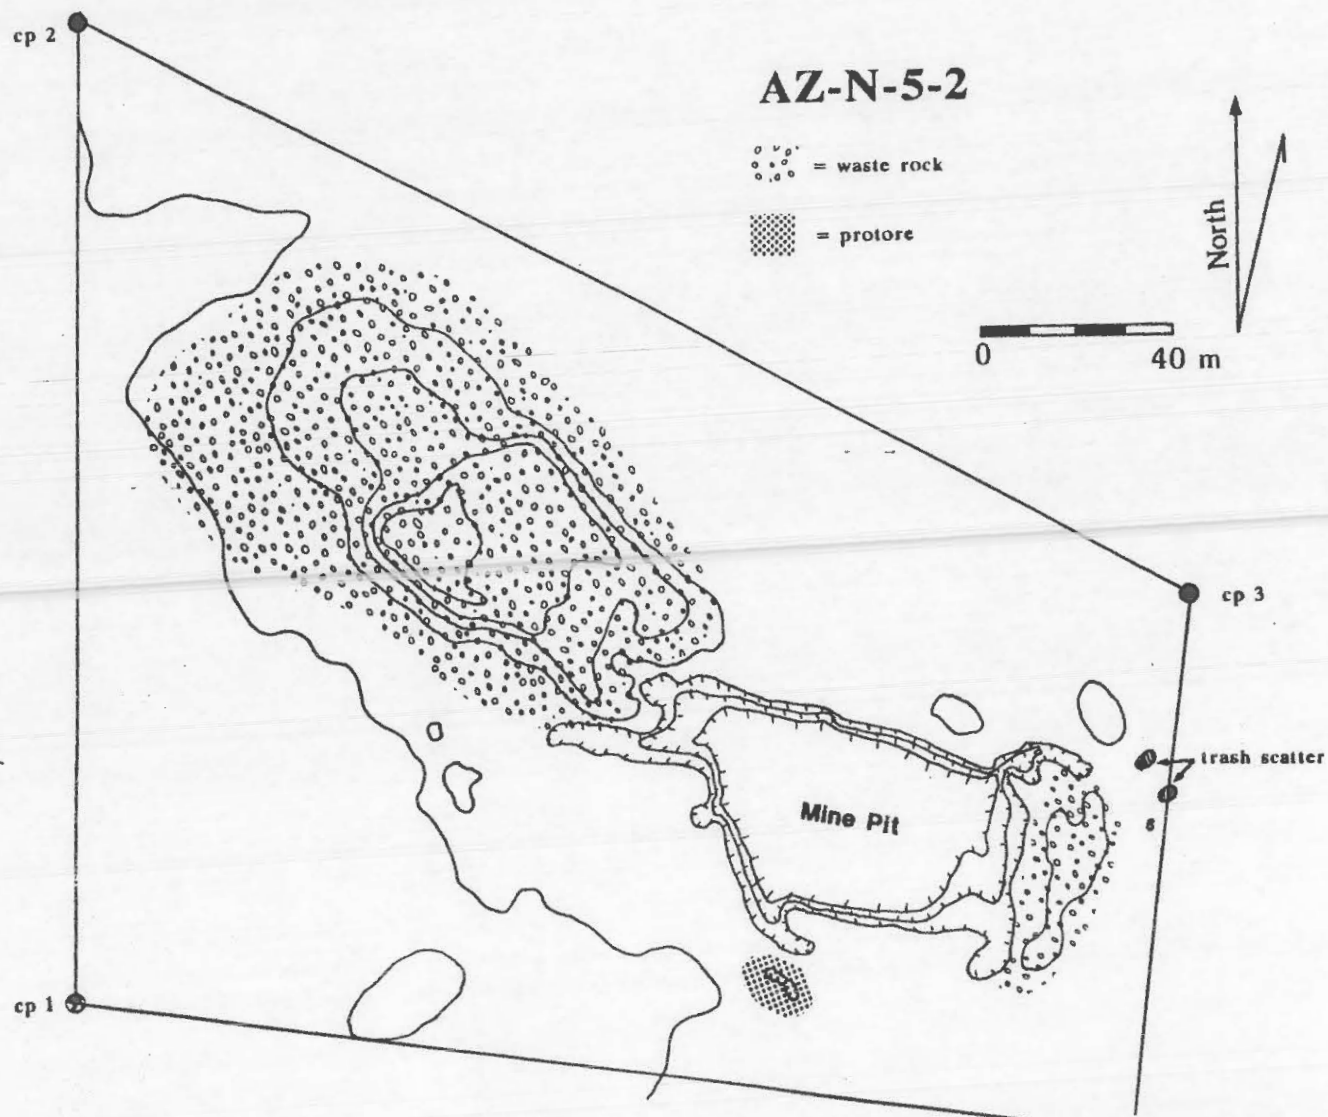 cp 2
AZ-N-5-2
= waste rock
= protore
North
0 40 m
cp 3
trash scatter
Mine Pit
cp 1